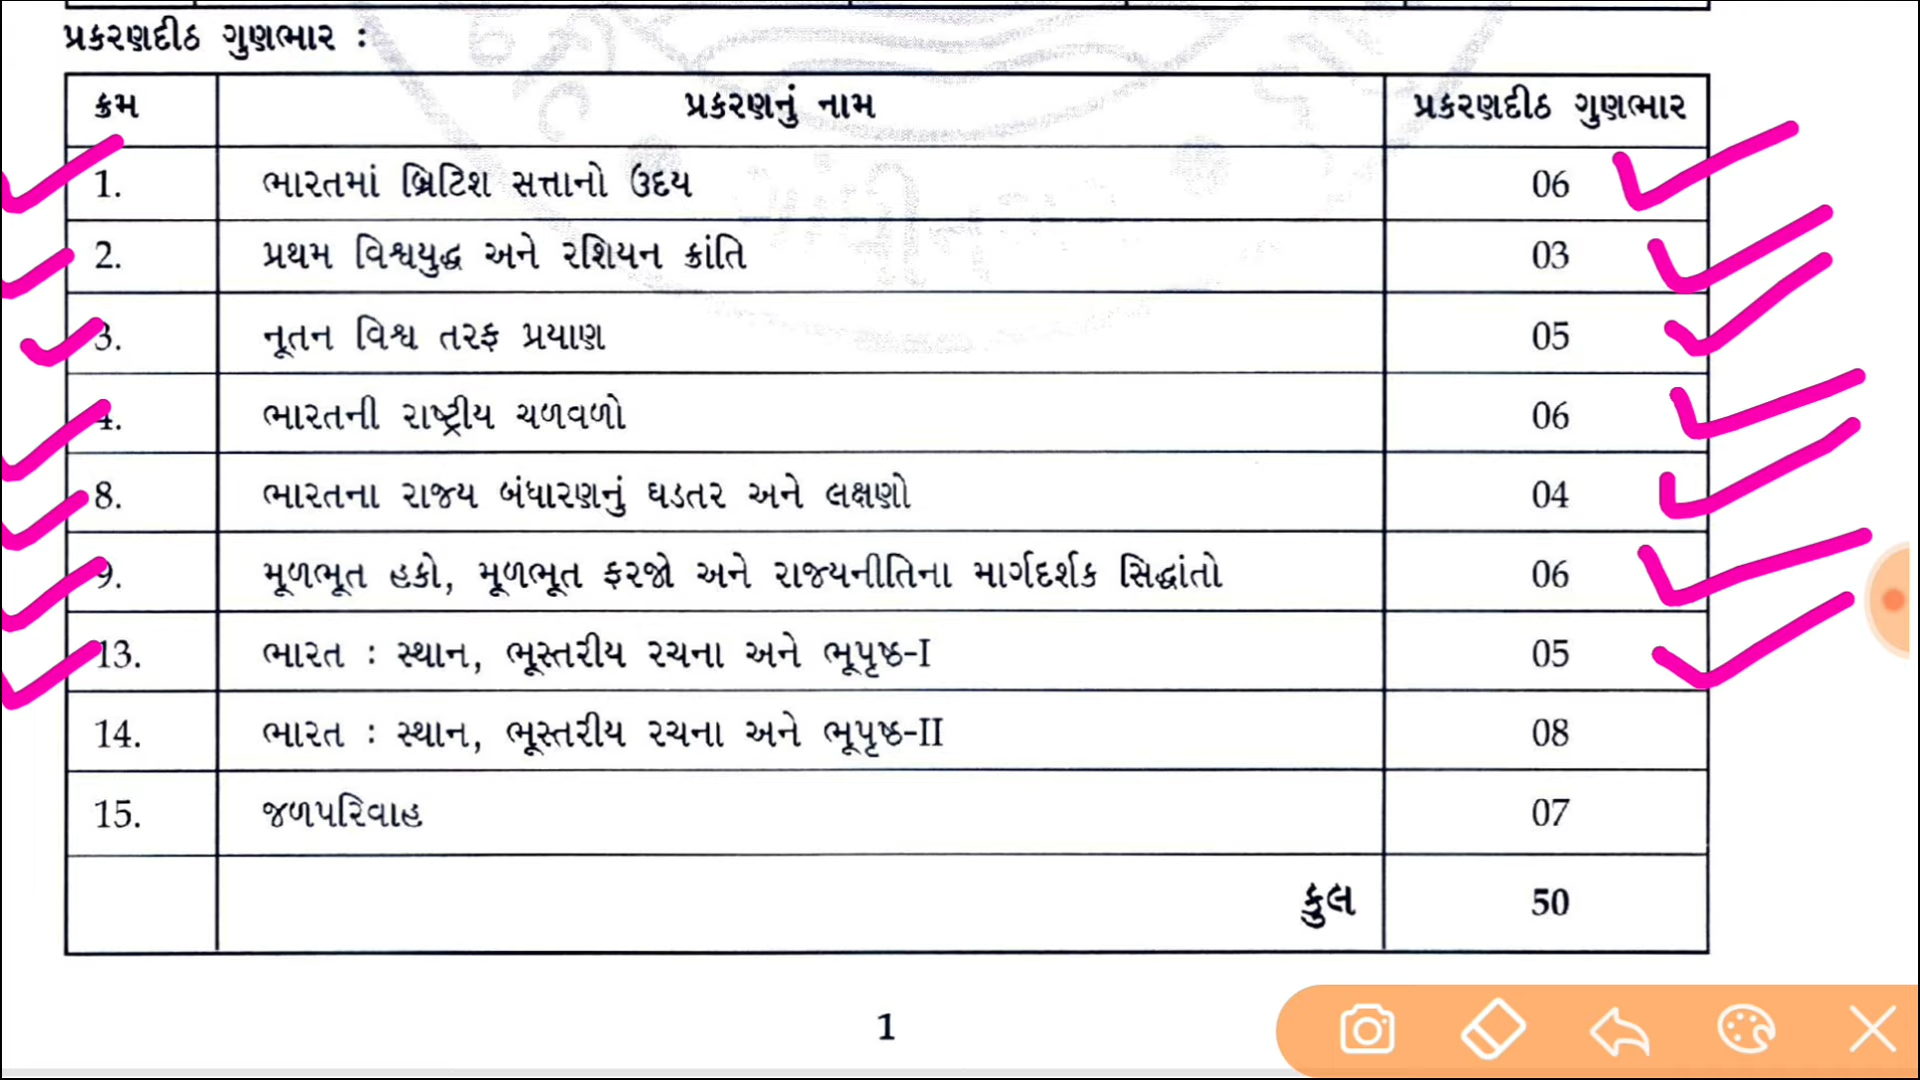 પ્રકરણદીઠ ગુણભાર :
ક્રમ પ્રકરણનું નામ પ્રકરણદીઠ ગુણભાર
1. ભારતમાં બ્રિટિશ સત્તાનો ઉદય 06
2. પ્રથમ વિશ્વયુદ્ધ અને રશિયન ક્રાંતિ 03
3. નૂતન વિશ્વ તરફ પ્રયાણ 05
4. ભારતની રાષ્ટ્રીય ચળવળો 06
8. ભારતના રાજ્ય બંધારણનું ઘડતર અને લક્ષણો 04
9. મૂળભૂત હકો, મૂળભૂત ફરજો અને રાજ્યનીતિના માર્ગદર્શક સિદ્ધાંતો 06
13. ભારત : સ્થાન, ભૂસ્તરીય રચના અને ભૂપૃષ્ઠ-I 05
14. ભારત : સ્થાન, ભૂસ્તરીય રચના અને ભૂપૃષ્ઠ-II 08
15. જળપરિવાહ 07
કુલ 50
1